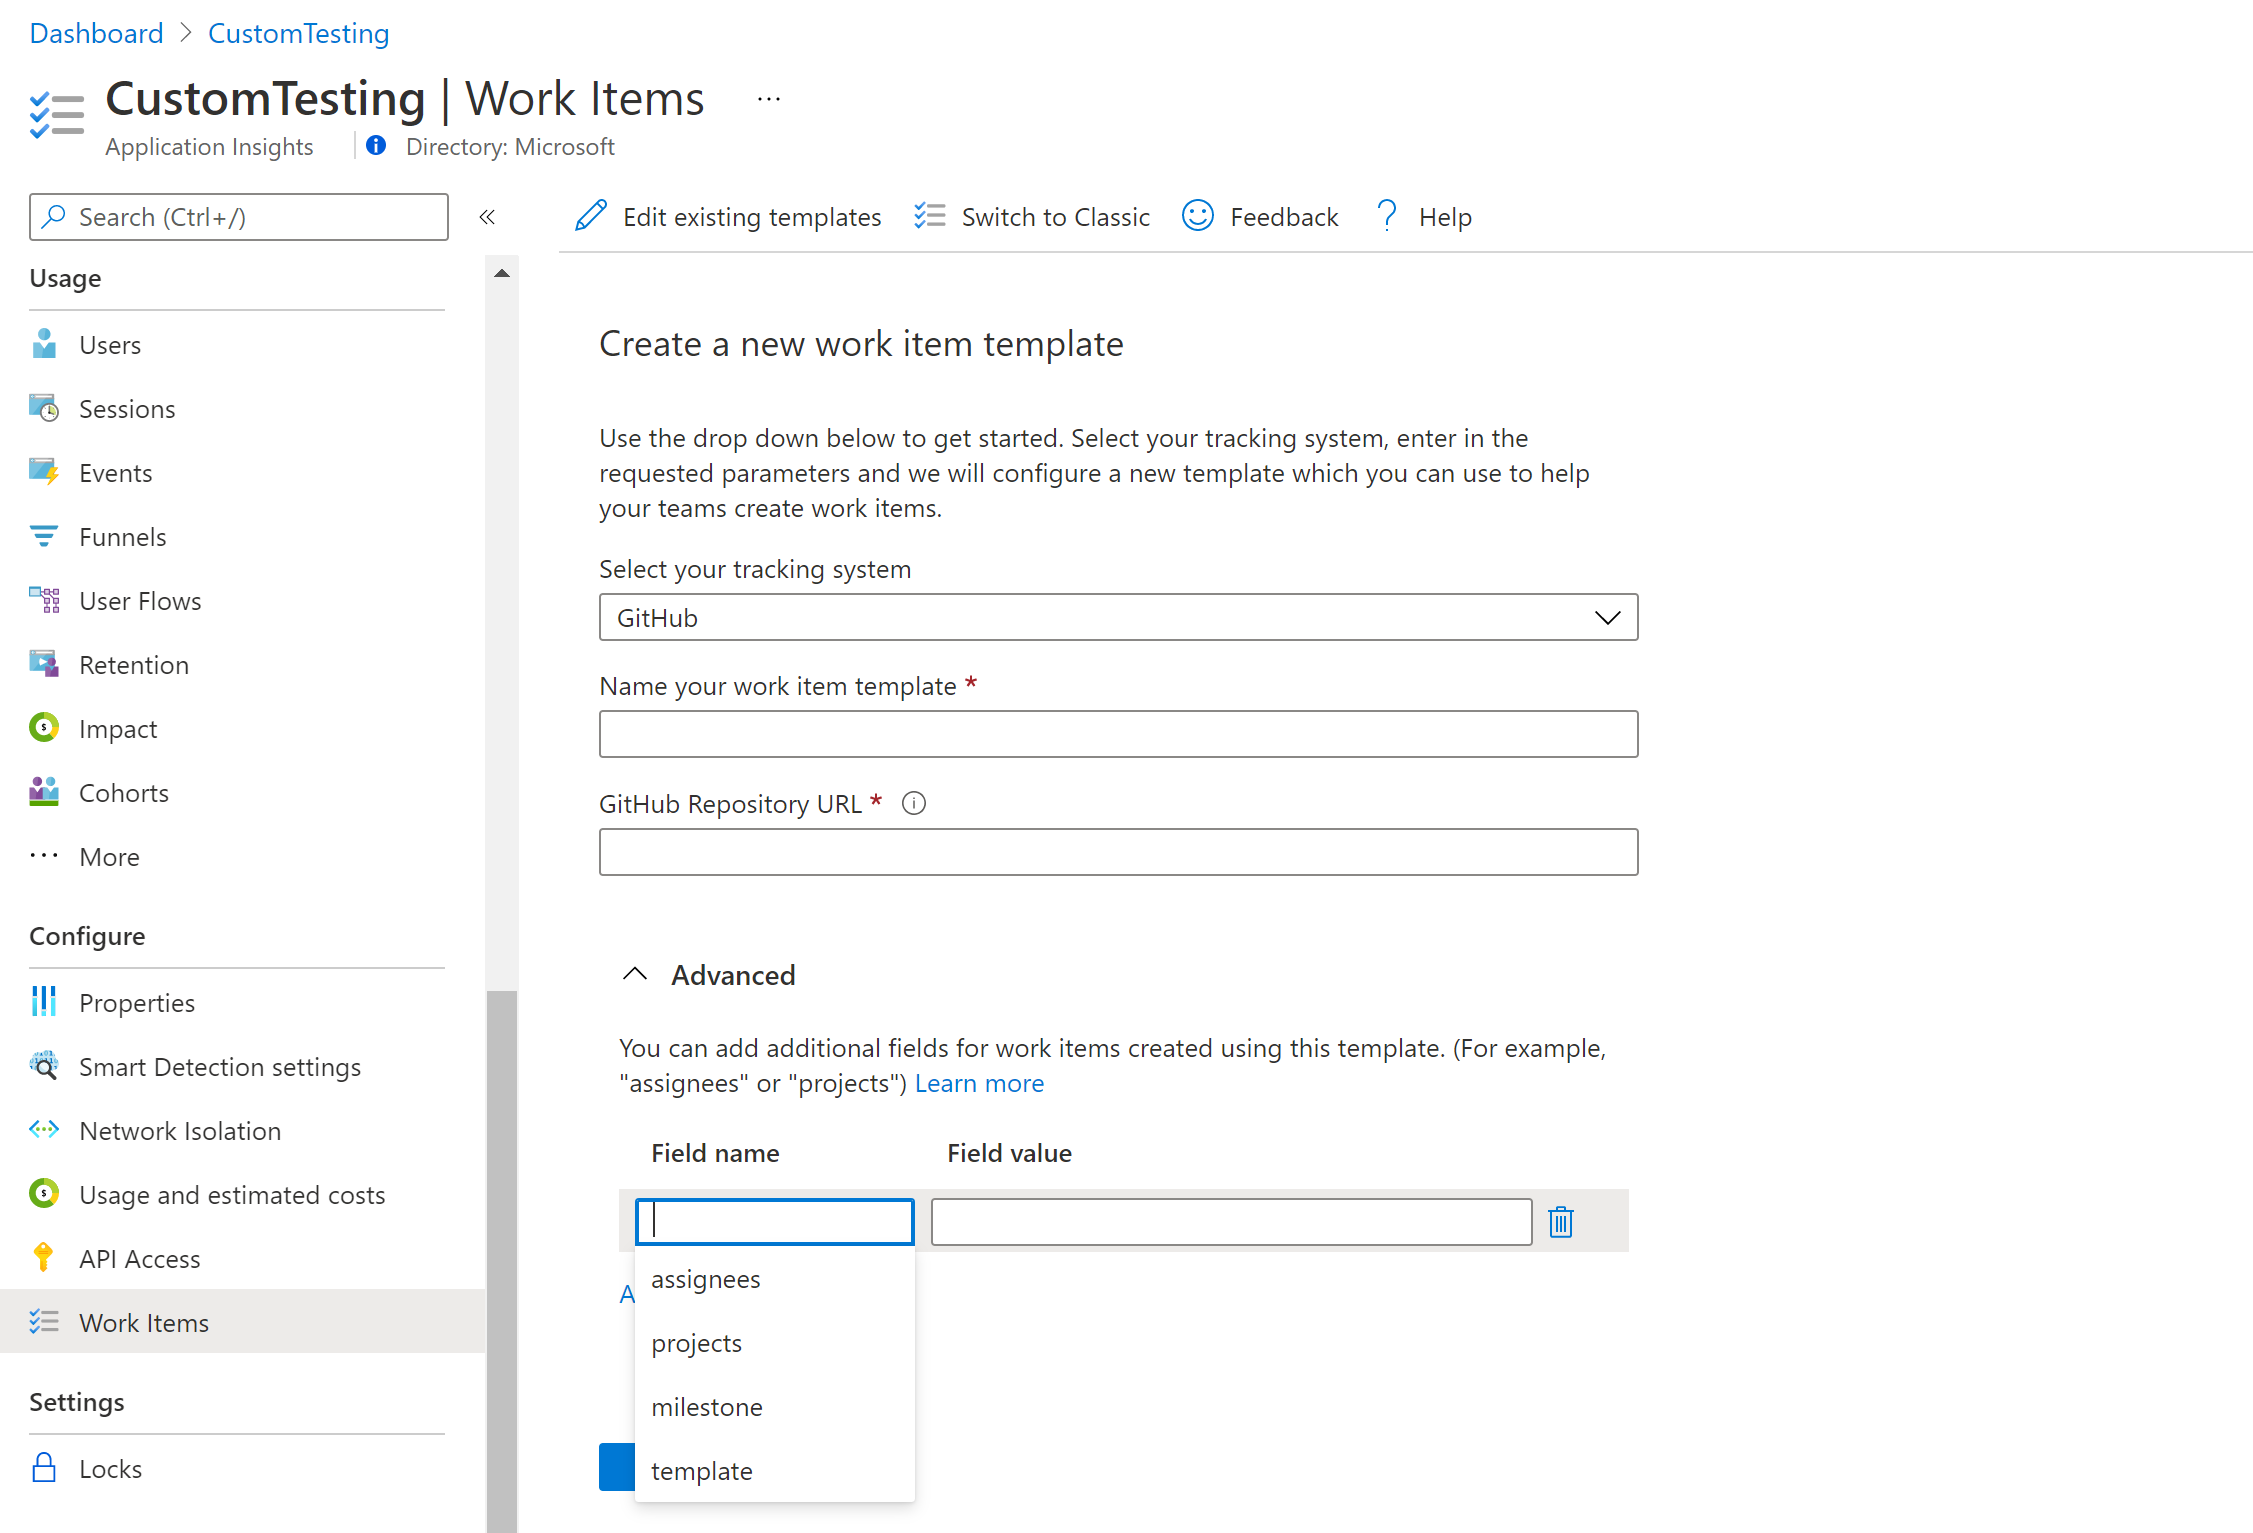 Dashboard > CustomTesting
CustomTesting | Work Items ...
Application Insights
Directory: Microsoft
Search (Ctrl+/)
«
Usage
Users
Sessions
Events
Funnels
User Flows
Retention
Impact
Cohorts
More
Configure
Properties
Smart Detection settings
Network Isolation
Usage and estimated costs
API Access
Work Items
Settings
Locks
Edit existing templates
Switch to Classic
Feedback
? Help
Create a new work item template
Use the drop down below to get started. Select your tracking system, enter in the
requested parameters and we will configure a new template which you can use to help
your teams create work items.
Select your tracking system
GitHub
Name your work item template *
GitHub Repository URL *
Advanced
You can add additional fields for work items created using this template. (For example,
"assignees" or "projects") Learn more
Field name
Field value
A
assignees
projects
milestone
template